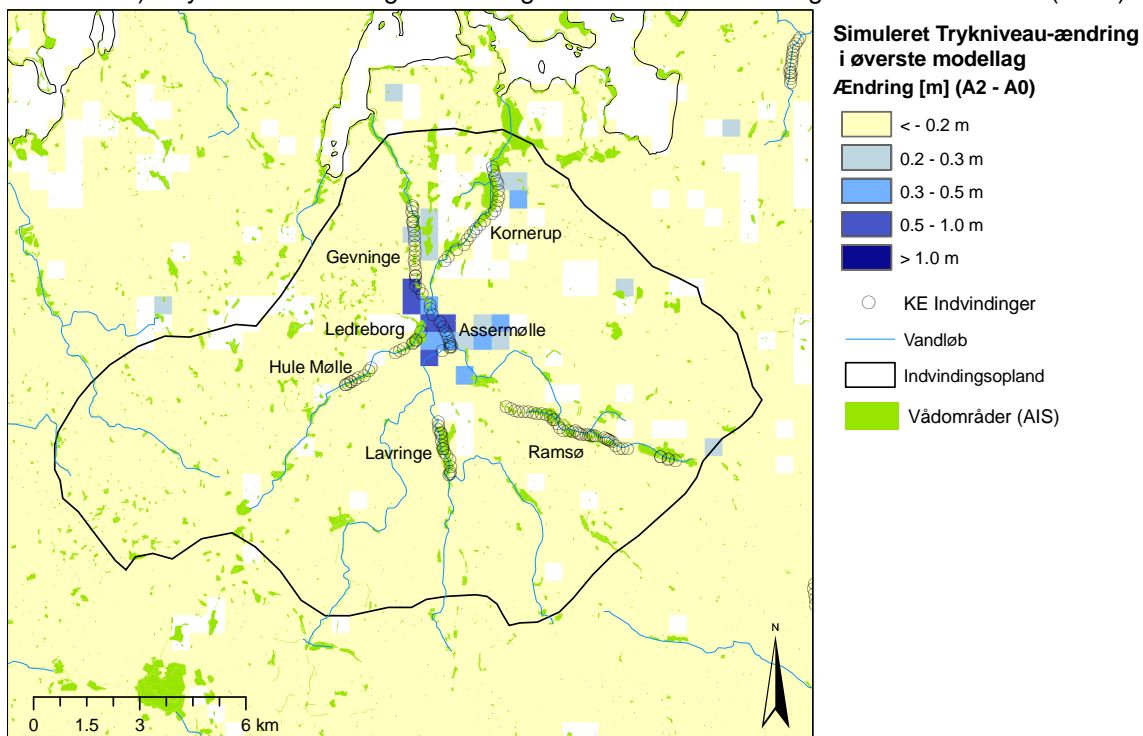 Simuleret Trykniveau-ændring
i øverste modellag
Ændring [m] (A2 - A0)
< - 0.2 m
0.2 - 0.3 m
0.3 - 0.5 m
0.5 - 1.0 m
> 1.0 m
KE Indvindinger
Vandløb
Indvindingsopland
Vådområder (AIS)
Kornerup
Gevninge
Ledreborg
Assermølle
Hule Mølle
Lavringe
Ramsø
N
0 1.5 3 6 km